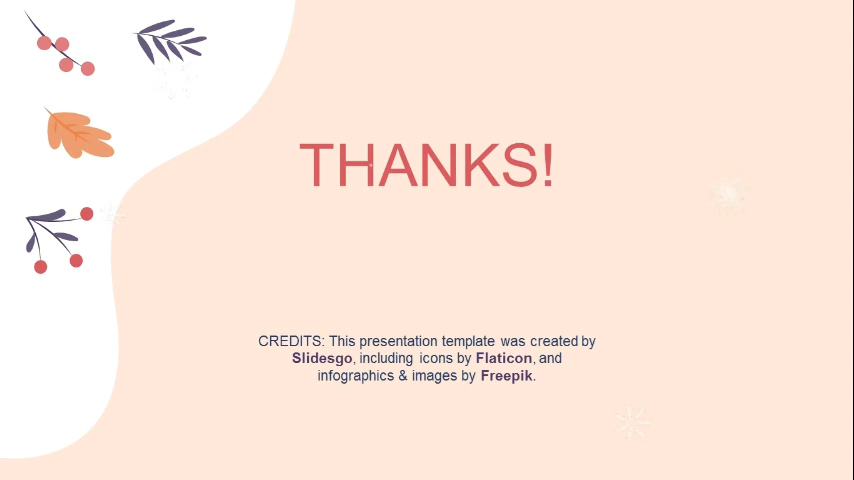 THANKS!
CREDITS: This presentation template was created by
Slidesgo, including icons by Flaticon, and
infographics & images by Freepik.